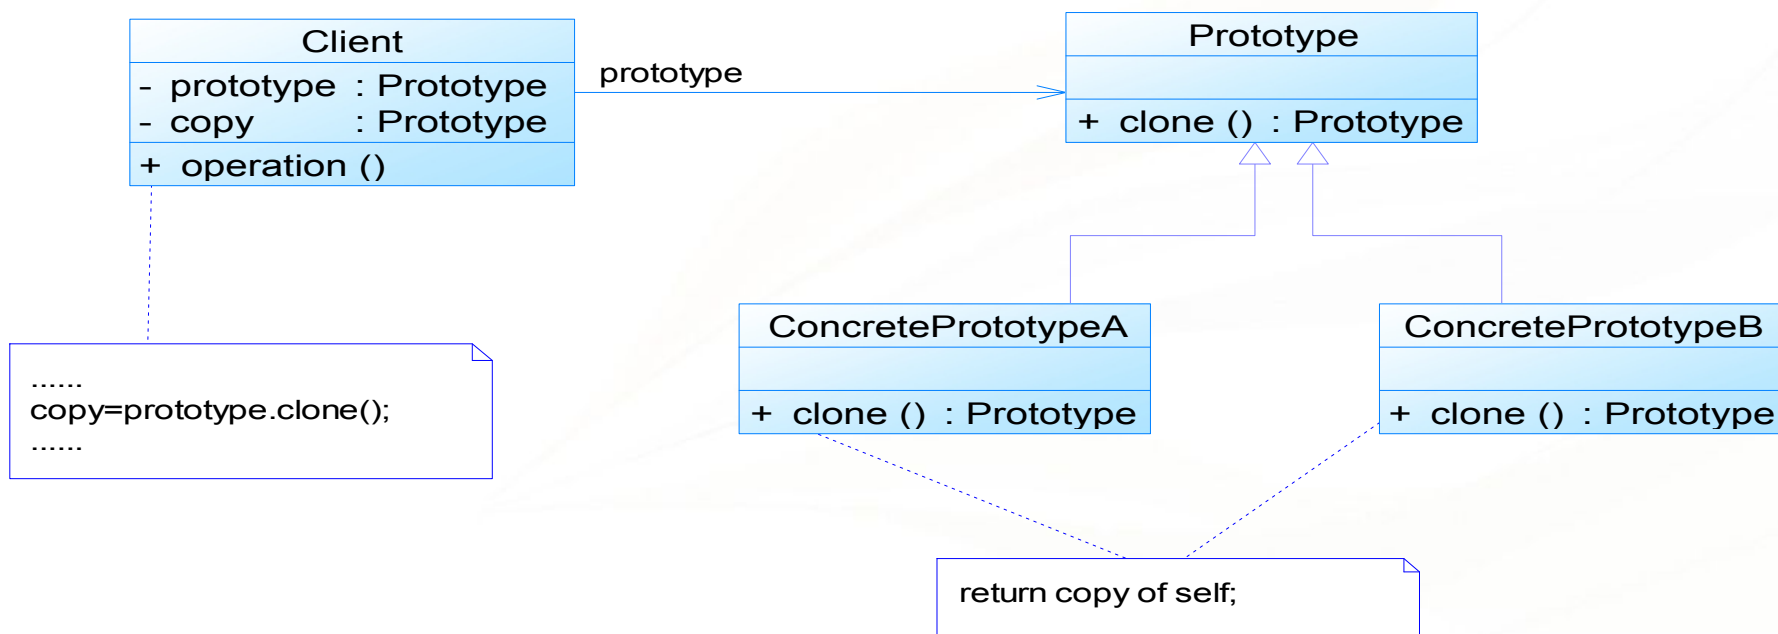 Client
- prototype : Prototype
- copy : Prototype
+ operation ()
prototype
Prototype
+ clone () : Prototype
ConcretePrototypeA
+ clone () : Prototype
ConcretePrototypeB
+ clone () : Prototype
......
copy=prototype.clone();
......
return copy of self;